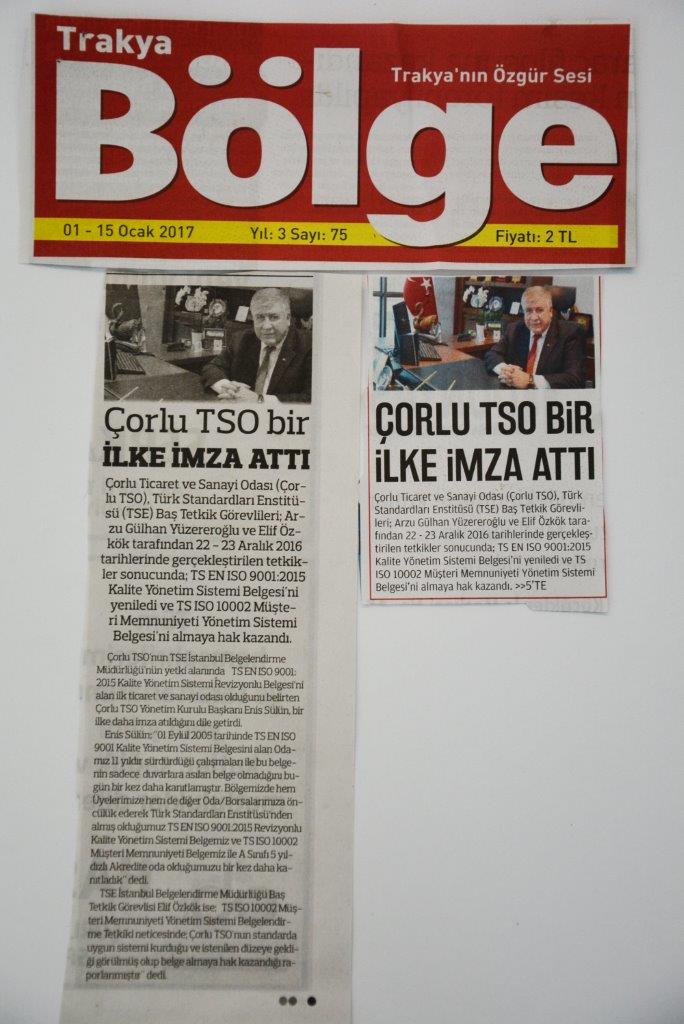 Trakya
Bölge
Trakya'nın Özgür Sesi
01 - 15 Ocak 2017
Yıl: 3 Sayı: 75
Fiyatı: 2 TL
Çorlu TSO bir
İLKE İMZA ATTI
Çorlu Ticaret ve Sanayi Odası (Çor-
lu TSO), Türk Standardları Enstitü-
sü (TSE) Baş Tetkik Görevlileri; Ar-
zu Gülhan Yüzereroğlu ve Elif Öz-
kök tarafından 22 – 23 Aralık 2016
tarihlerinde gerçekleştirilen tetkik-
ler sonucunda; TS EN ISO 9001:2015
Kalite Yönetim Sistemi Belgesi'ni
yeniledi ve TS ISO 10002 Müşte-
ri Memnuniyeti Yönetim Sistemi
Belgesi'ni almaya hak kazandı.
Çorlu TSO'nun TSE İstanbul Belgelendirme
Müdürlüğü'nün yetki alanında TS EN ISO 9001:
2015 Kalite Yönetim Sistemi Revizyonlu Belgesi'ni
alan ilk ticaret ve sanayi odası olduğunu belirten
Çorlu TSO Yönetim Kurulu Başkanı Enis Sülün, bir
ilke daha imza atıldığını dile getirdi.
Enis Sülün; "01 Eylül 2005 tarihinde TS EN ISO
9001 Kalite Yönetim Sistemi Belgesini alan Oda-
mız 11 yıldır sürdürdüğü çalışmaları ile bu belge-
nin sadece duvarlara asılan belge olmadığını bu-
gün bir kez daha kanıtlamıştır. Bölgemizde hem
Üyelerimize hem de diğer Oda/Borsalarımıza ön-
cülük ederek Türk Standardları Enstitüsü'nden
almış olduğumuz TS EN ISO 9001:2015 Revizyonlu
Kalite Yönetim Sistemi Belgemiz ve TS ISO 10002
Müşteri Memnuniyeti Belgemiz ile A Sınıfı 5 yıl-
dızlı Akredite oda olduğumuzu bir kez daha ka-
nıtladık" dedi.
TSE İstanbul Belgelendirme Müdürlüğü Baş
Tetkik Görevlisi Elif Özkök ise; TS ISO 10002 Müş-
teri Memnuniyeti Yönetim Sistemi Belgelendir-
me Tetkiki neticesinde; Çorlu TSO'nun standarda
uygun sistemi kurduğu ve istenilen düzeye geldi-
ği görülmüş olup belge almaya hak kazandığı ra-
porlanmıştır" dedi.
ÇORLU TSO BİR
İLKE İMZA ATTI
Çorlu Ticaret ve Sanayi Odası (Çorlu TSO), Türk
Standardları Enstitüsü (TSE) Baş Tetkik Görevli-
leri; Arzu Gülhan Yüzereroğlu ve Elif Özkök tara-
fından 22 - 23 Aralık 2016 tarihlerinde gerçekleş-
tirilen tetkikler sonucunda; TS EN ISO 9001:2015
Kalite Yönetim Sistemi Belgesi'ni yeniledi ve TS
ISO 10002 Müşteri Memnuniyeti Yönetim Sistemi
Belgesi'ni almaya hak kazandı. >>5'TE